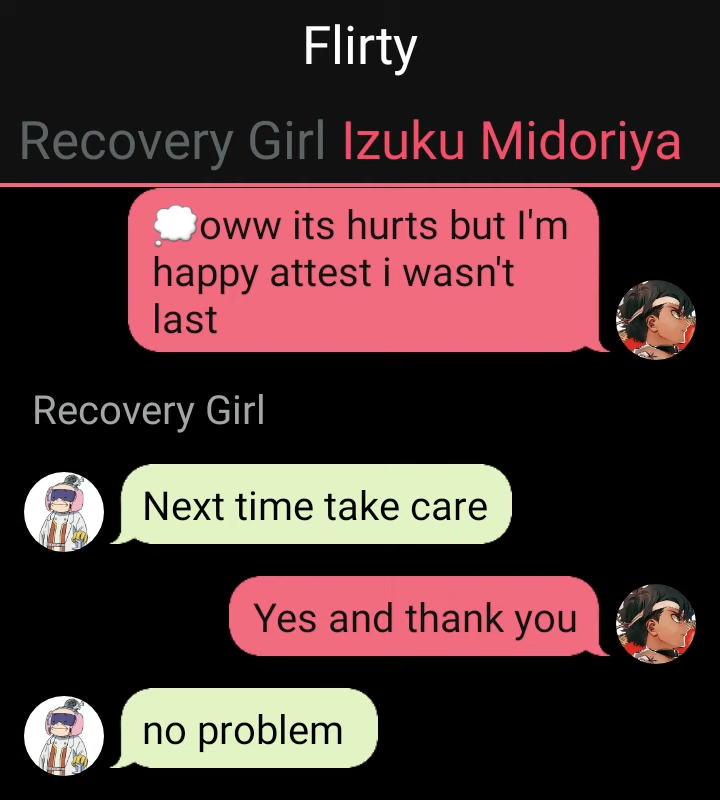 Flirty
Recovery Girl Izuku Midoriya
💭oww its hurts but I'm
happy attest i wasn't
last
Recovery Girl
Next time take care
Yes and thank you
no problem